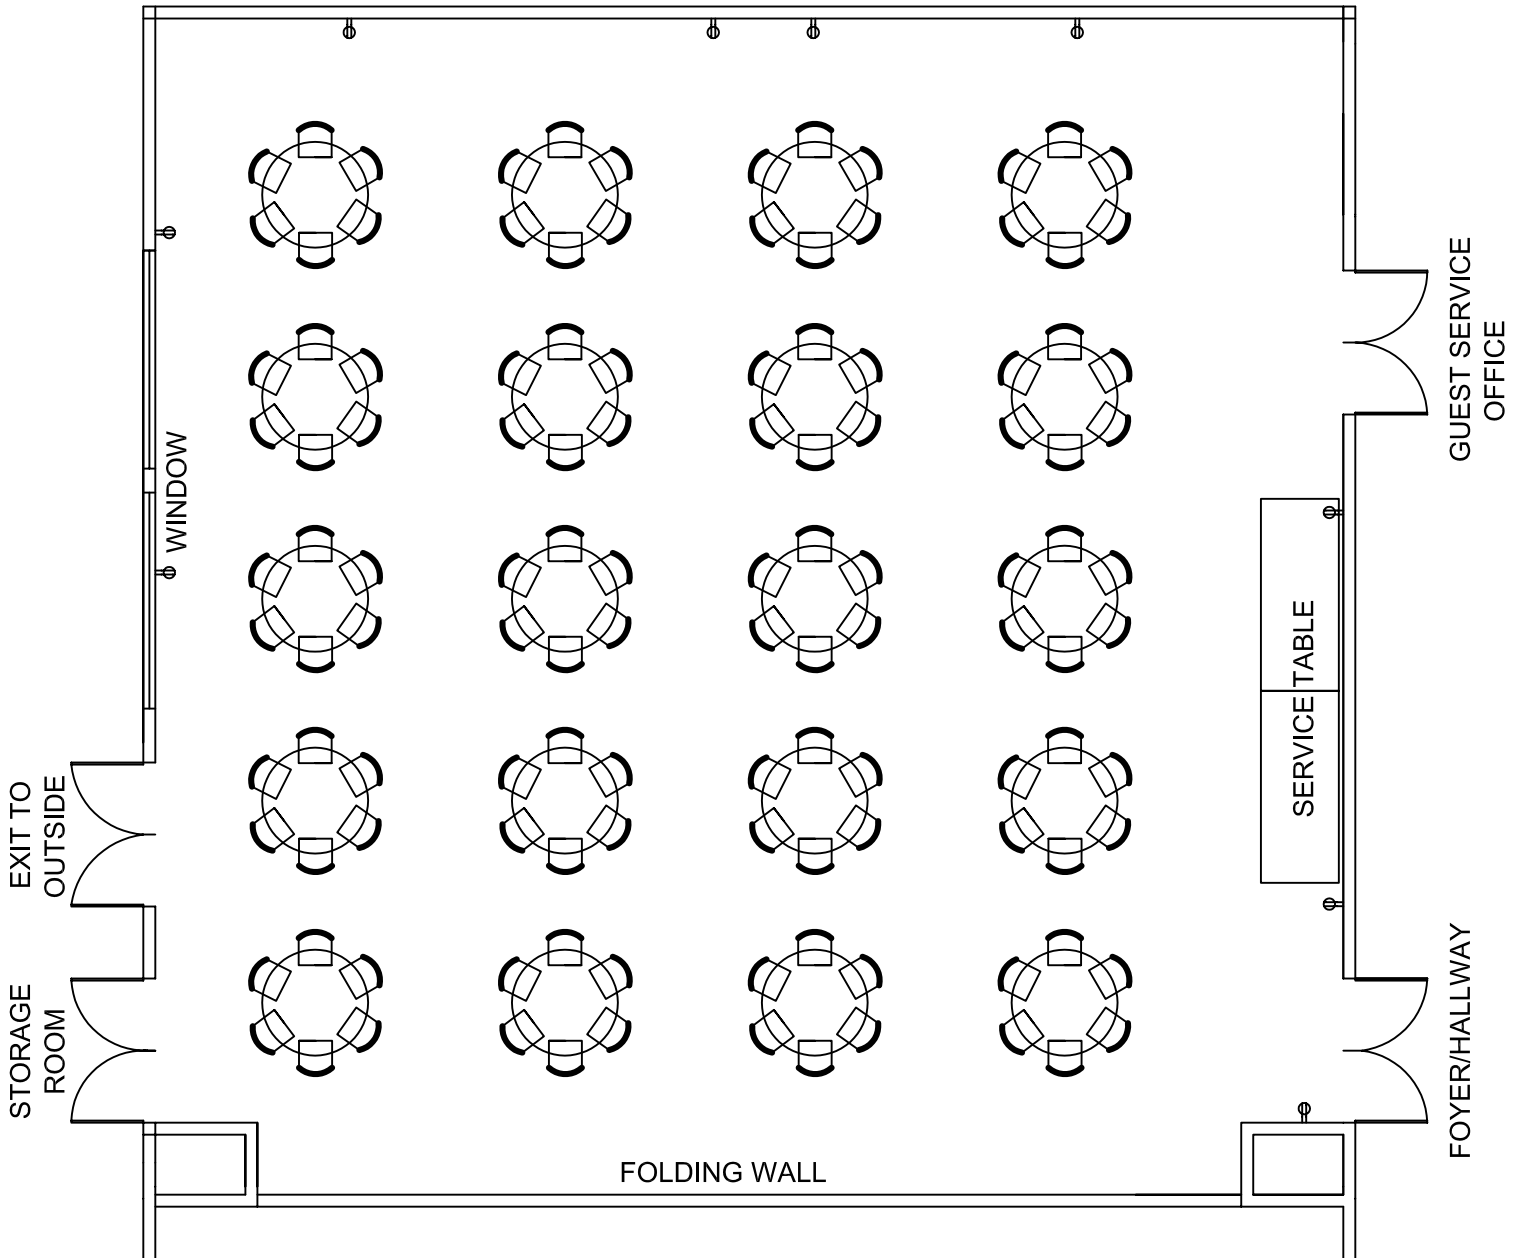 GUEST SERVICE
OFFICE
WINDOW
SERVICE TABLE
EXIT TO
OUTSIDE
STORAGE
ROOM
FOYER/HALLWAY
FOLDING WALL